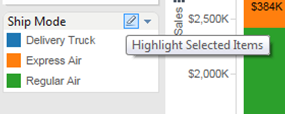 Ship Mode
Delivery Truck
Express Air
Regular Air
Highlight Selected Items
Sales
$2,500K
$2,000K
$384K